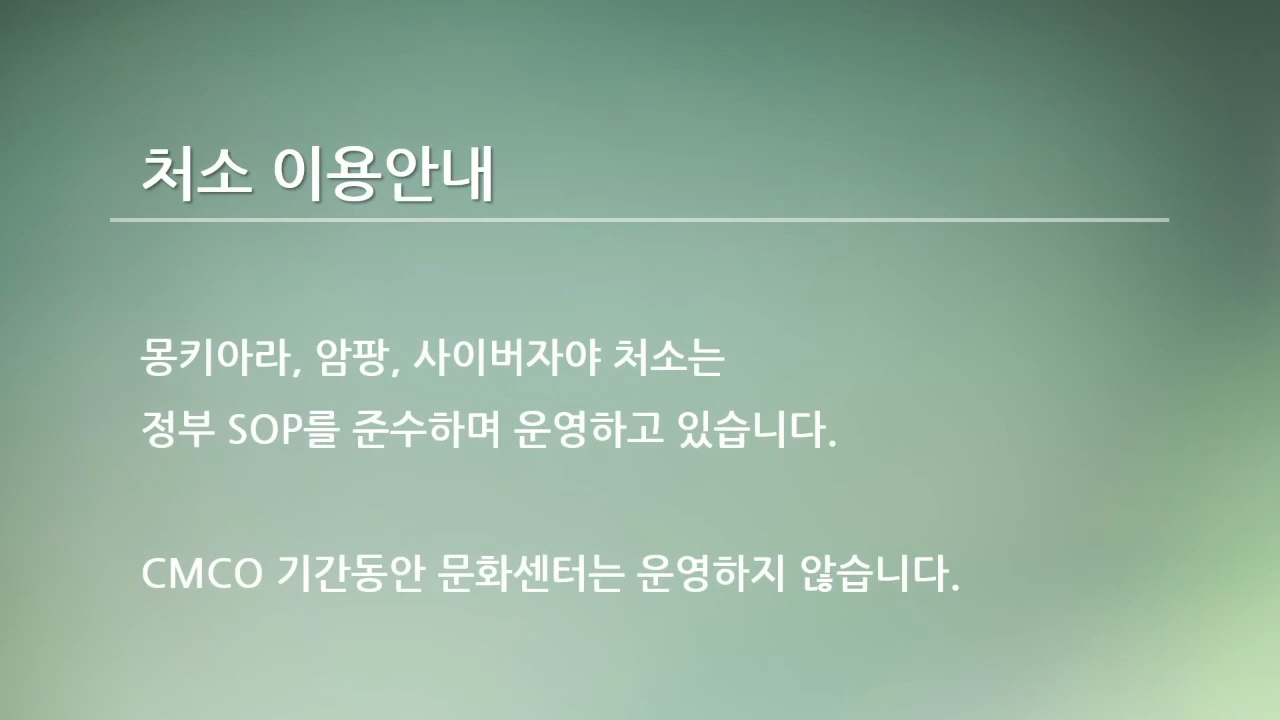 처소 이용안내
몽키아라, 암팡, 사이버자야 처소는
정부 SOP를 준수하며 운영하고 있습니다.
CMCO 기간동안 문화센터는 운영하지 않습니다.